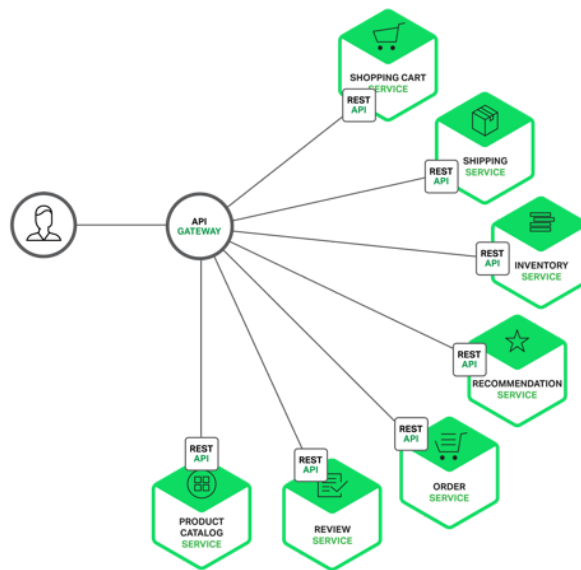 SHOPPING CART
SERVICE
REST
API
SHIPPING
SERVICE
REST
API
API
GATEWAY
INVENTORY
SERVICE
REST
API
RECOMMENDATION
SERVICE
REST
API
ORDER
SERVICE
REST
API
REVIEW
SERVICE
REST
API
PRODUCT
CATALOG
SERVICE
REST
API